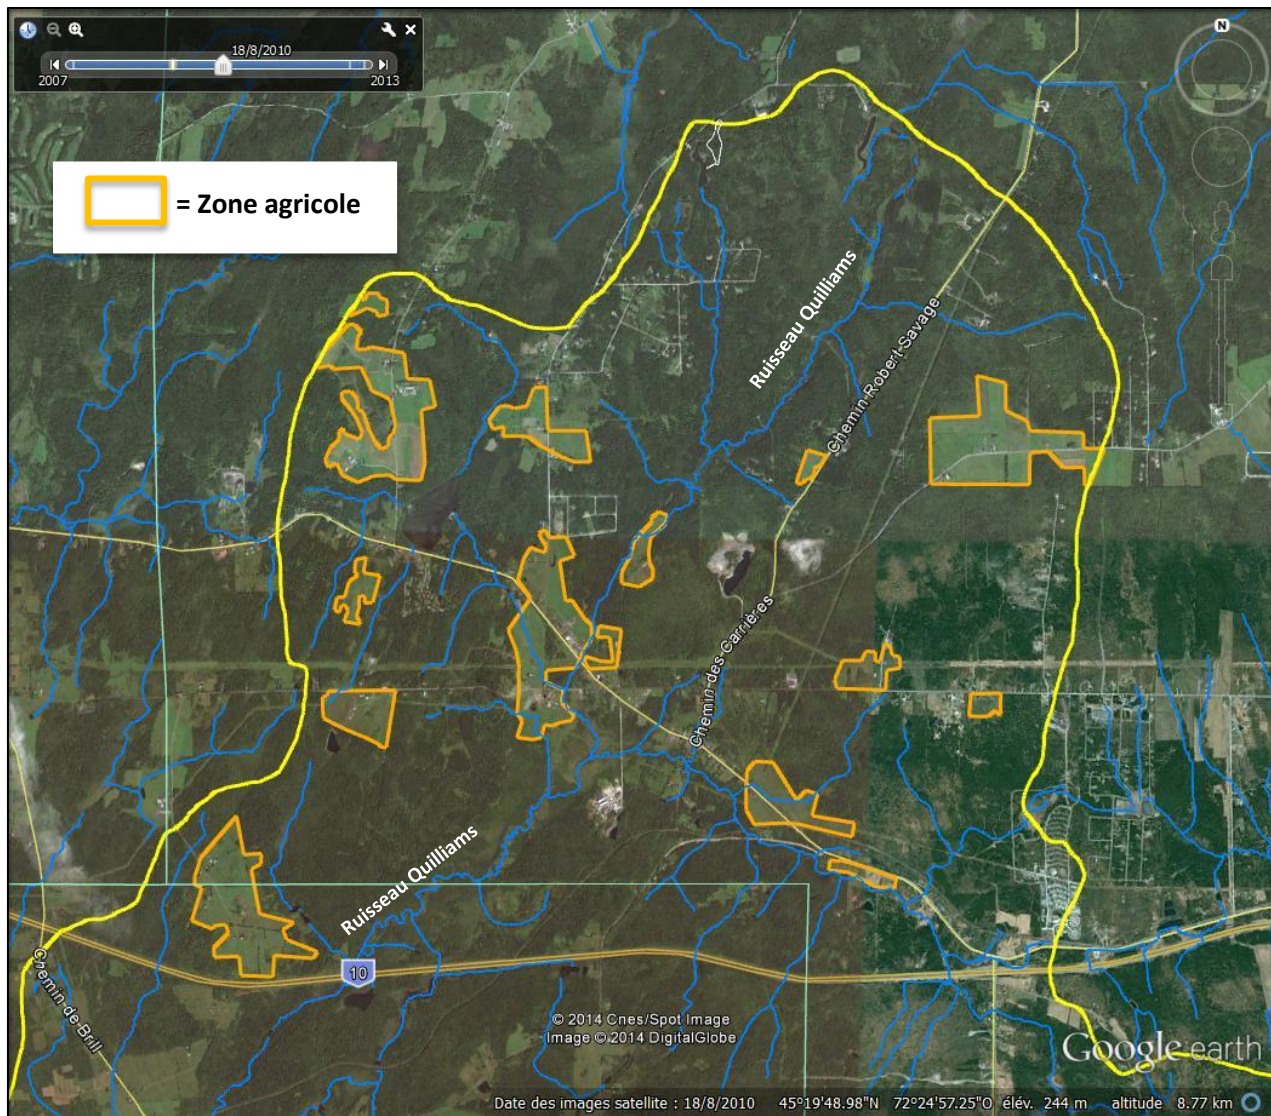 18/8/2010
2007
2013
N
= Zone agricole
Ruisseau Quilliams
Chemin Robert Savage
Chemin des Carrières
Ruisseau Quilliams
10
Chemin de Brill
© 2014 Cnes/Spot Image
Image © 2014 DigitalGlobe
Google earth
Date des images satellite : 18/8/2010 45°19'48.98"N 72°24'57.25"O élév. 244 m altitude 8.77 km